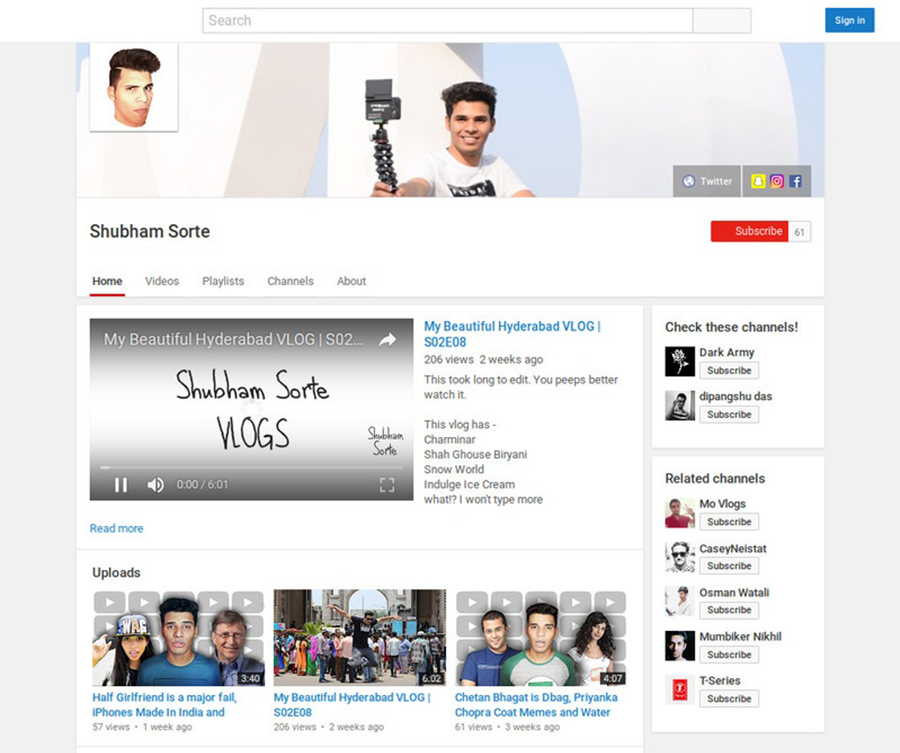 Search
Sign in
Twitter
Shubham Sorte
Subscribe 61
Home Videos Playlists Channels About
My Beautiful Hyderabad VLOG | S02...
Shubham Sorte
VLOGS
Shubham
Sorte
0:00 / 6:01
My Beautiful Hyderabad VLOG |
S02E08
206 views 2 weeks ago
This took long to edit. You peeps better
watch it.
This vlog has -
Charminar
Shah Ghouse Biryani
Snow World
Indulge Ice Cream
what!? I won't type more
Read more
Uploads
SWAG
3:40
Half Girlfriend is a major fail,
iPhones Made In India and
57 views • 1 week ago
6:02
My Beautiful Hyderabad VLOG |
S02E08
206 views • 2 weeks ago
4:07
Chetan Bhagat is Dbag, Priyanka
Chopra Coat Memes and Water
61 views • 3 weeks ago
Check these channels!
Dark Army
Subscribe
dipangshu das
Subscribe
Related channels
Mo Vlogs
Subscribe
CaseyNeistat
Subscribe
Osman Watali
Subscribe
Mumbiker Nikhil
Subscribe
T-Series
Subscribe